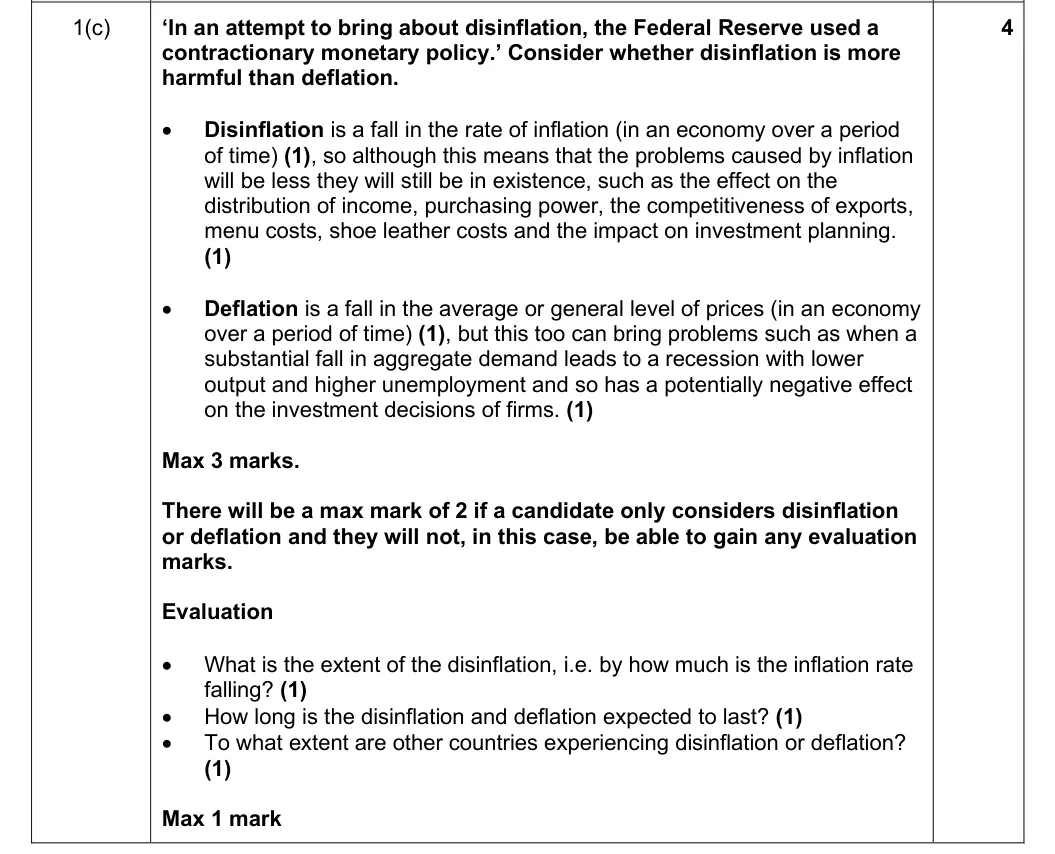 1(c)
‘In an attempt to bring about disinflation, the Federal Reserve used a
contractionary monetary policy.’ Consider whether disinflation is more
harmful than deflation.
4
• Disinflation is a fall in the rate of inflation (in an economy over a period
of time) (1), so although this means that the problems caused by inflation
will be less they will still be in existence, such as the effect on the
distribution of income, purchasing power, the competitiveness of exports,
menu costs, shoe leather costs and the impact on investment planning.
(1)
• Deflation is a fall in the average or general level of prices (in an economy
over a period of time) (1), but this too can bring problems such as when a
substantial fall in aggregate demand leads to a recession with lower
output and higher unemployment and so has a potentially negative effect
on the investment decisions of firms. (1)
Max 3 marks.
There will be a max mark of 2 if a candidate only considers disinflation
or deflation and they will not, in this case, be able to gain any evaluation
marks.
Evaluation
• What is the extent of the disinflation, i.e. by how much is the inflation rate
falling? (1)
• How long is the disinflation and deflation expected to last? (1)
• To what extent are other countries experiencing disinflation or deflation?
(1)
Max 1 mark